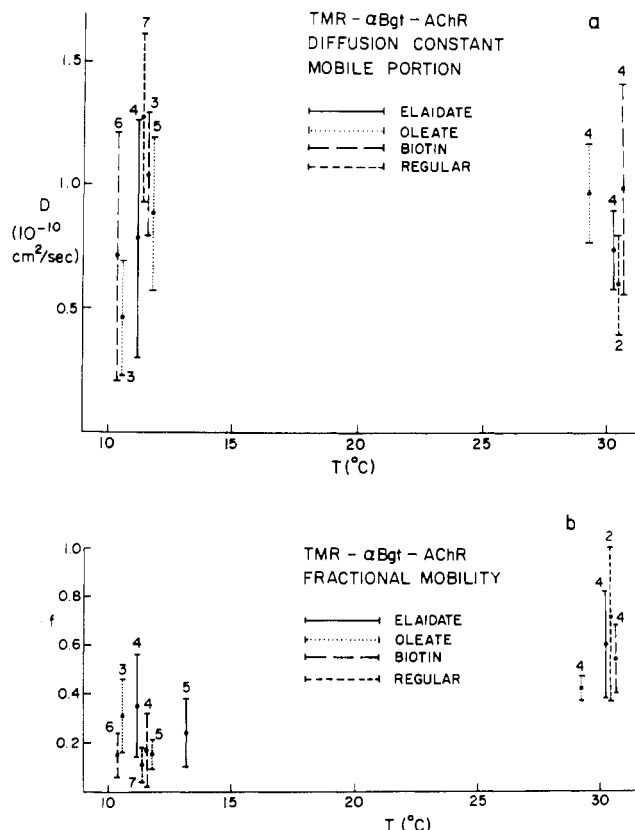 TMR - αBgt - AChR
DIFFUSION CONSTANT
MOBILE PORTION
a
ELAIDATE
OLEATE
BIOTIN
REGULAR
7
6 4 3 5
3
4
4
4
2
1.5
1.0
D
(10⁻¹⁰
cm²/sec)
0.5
10 15 20 25 30
T (°C)
b
TMR - αBgt - AChR
FRACTIONAL MOBILITY
ELAIDATE
OLEATE
BIOTIN
REGULAR
1.0
0.8
f
0.6
0.4
0.2
6 3 4 7 4 5 5
4 4 2 4
10 15 20 25 30
T (°C)